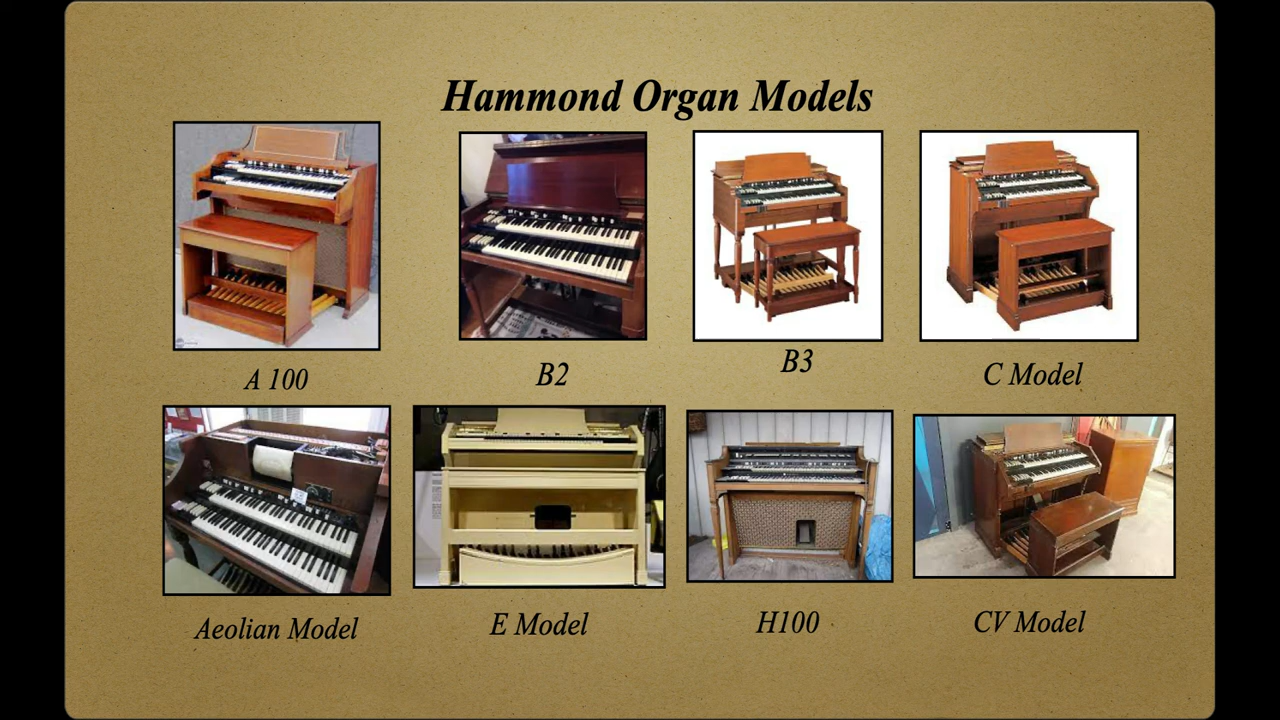 Hammond Organ Models
A 100
B2
B3
C Model
Aeolian Model
E Model
H100
CV Model